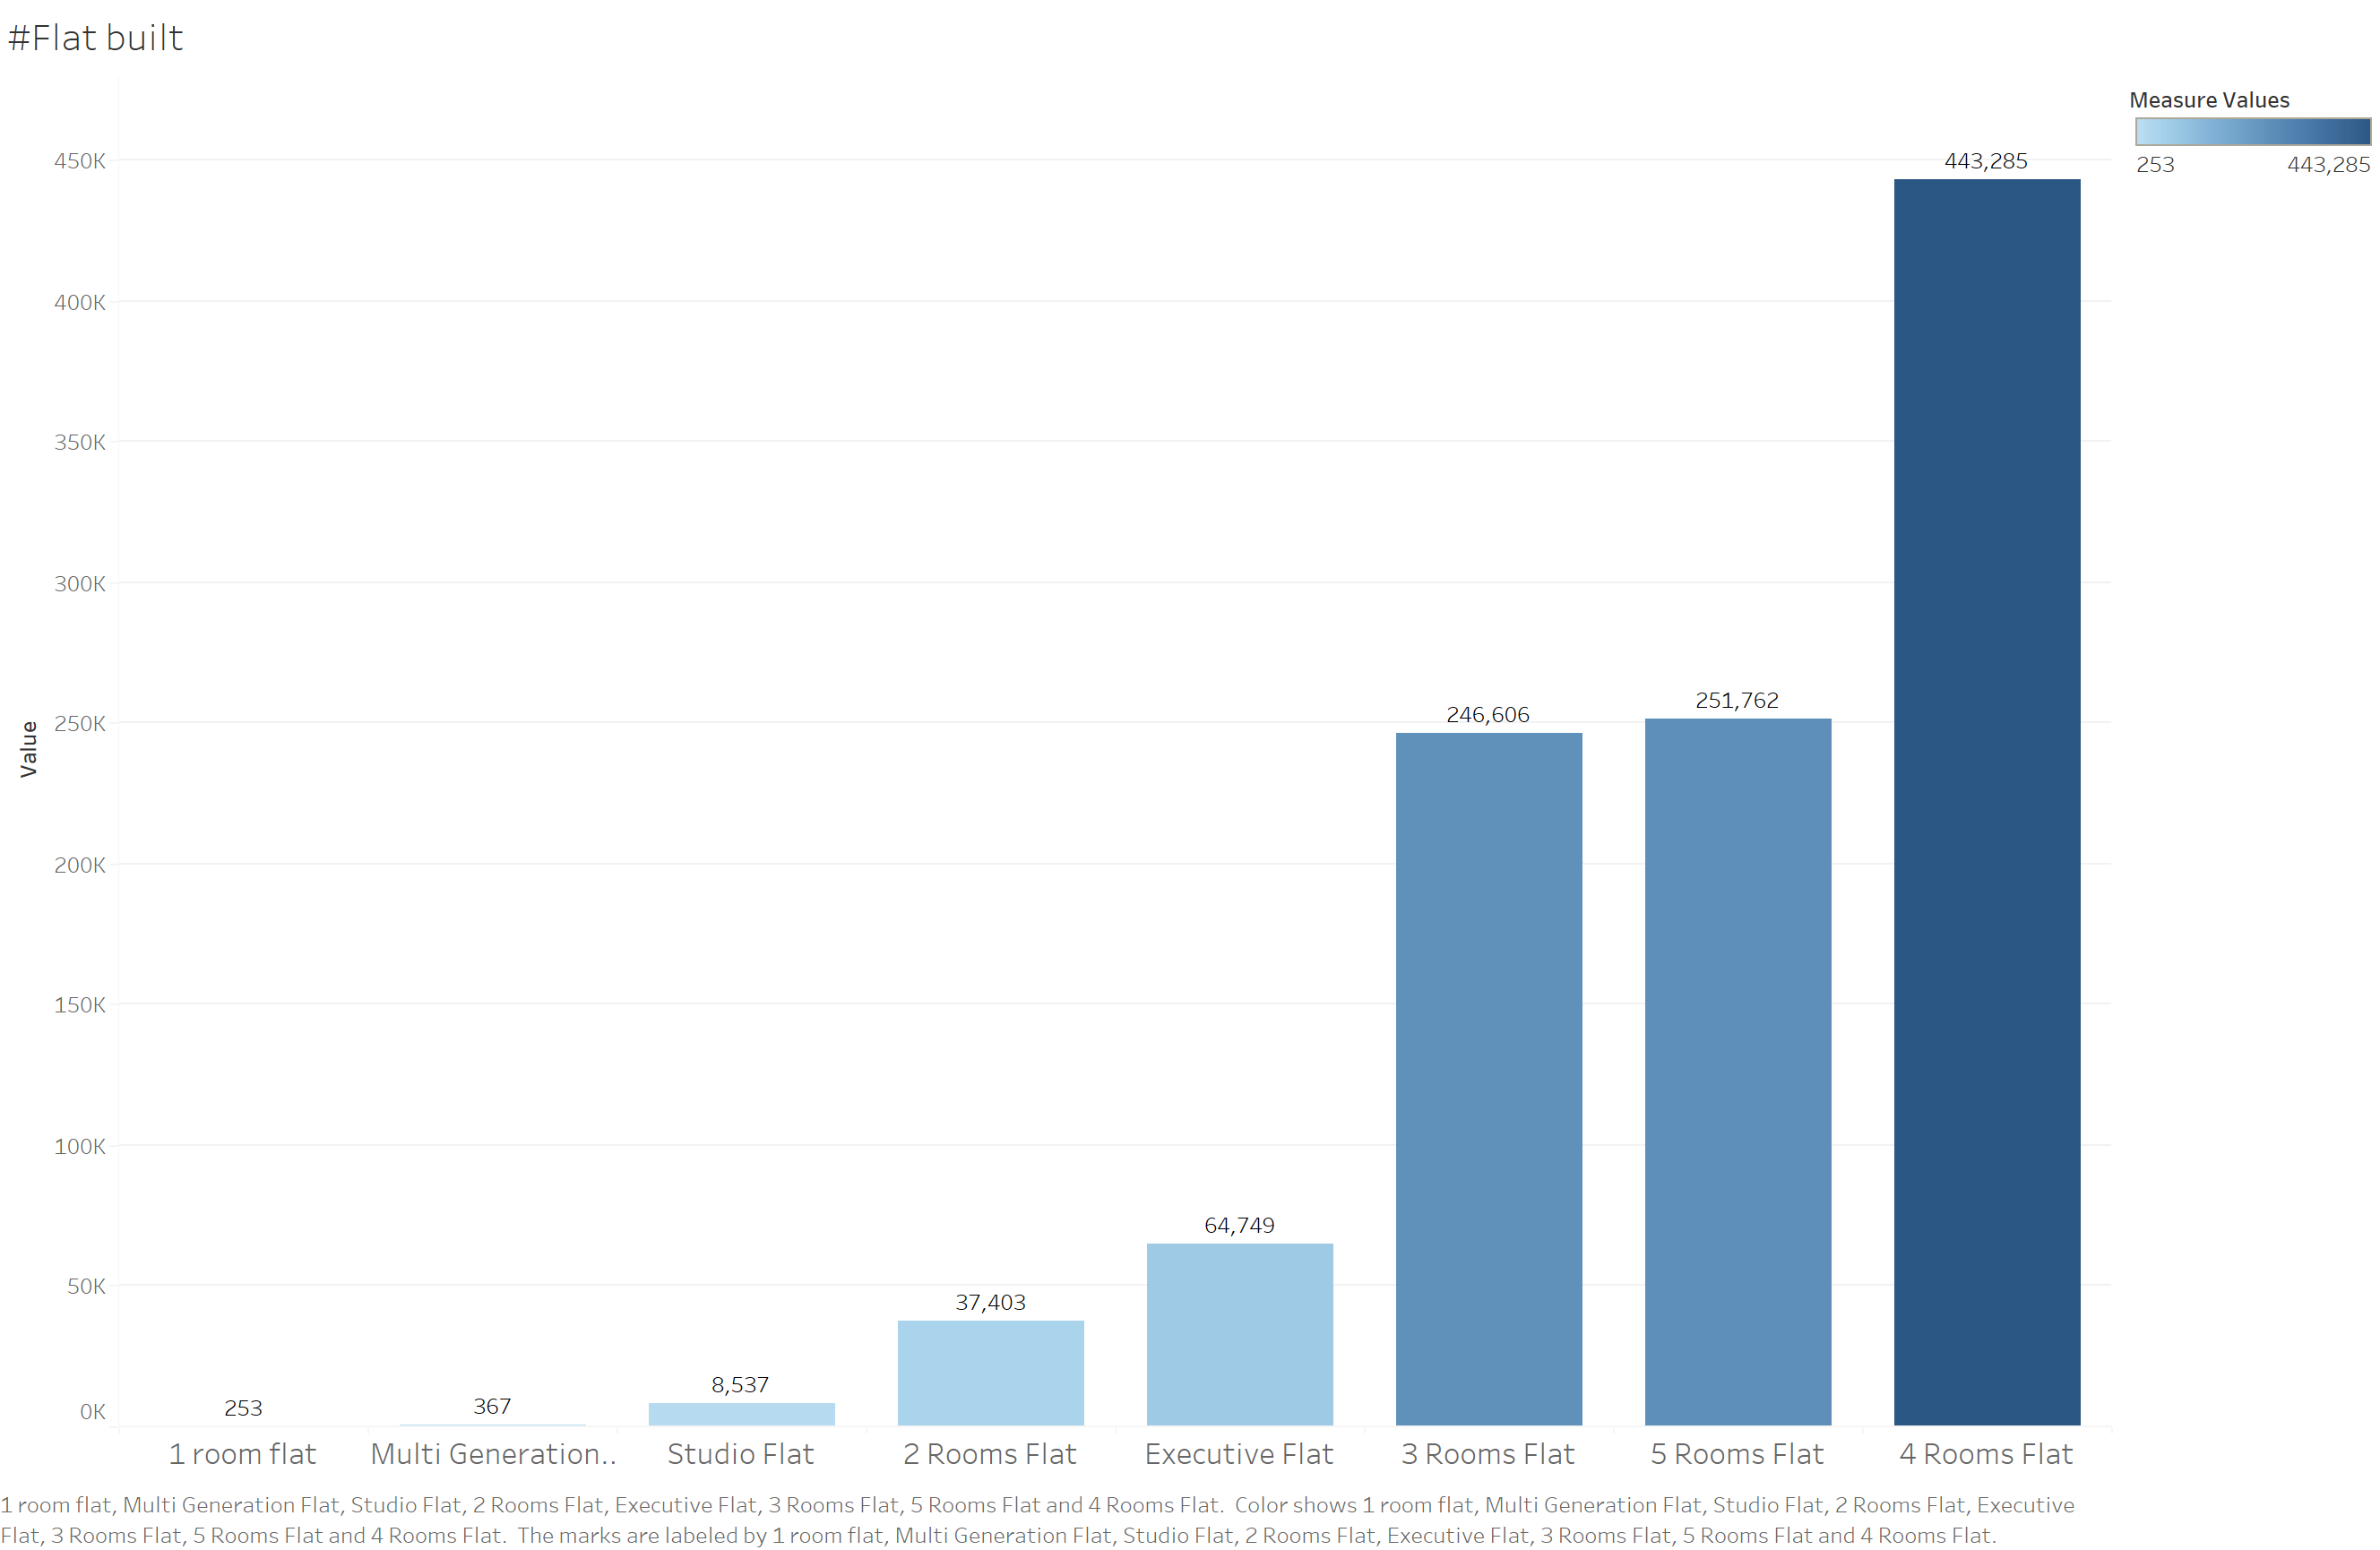 #Flat built
Measure Values
253 443,285
450K
400K
350K
300K
250K
200K
150K
100K
50K
0K
Value
253
367
8,537
37,403
64,749
246,606
251,762
443,285
1 room flat
Multi Generation..
Studio Flat
2 Rooms Flat
Executive Flat
3 Rooms Flat
5 Rooms Flat
4 Rooms Flat
1 room flat, Multi Generation Flat, Studio Flat, 2 Rooms Flat, Executive Flat, 3 Rooms Flat, 5 Rooms Flat and 4 Rooms Flat.  Color shows 1 room flat, Multi Generation Flat, Studio Flat, 2 Rooms Flat, Executive
Flat, 3 Rooms Flat, 5 Rooms Flat and 4 Rooms Flat.  The marks are labeled by 1 room flat, Multi Generation Flat, Studio Flat, 2 Rooms Flat, Executive Flat, 3 Rooms Flat, 5 Rooms Flat and 4 Rooms Flat.